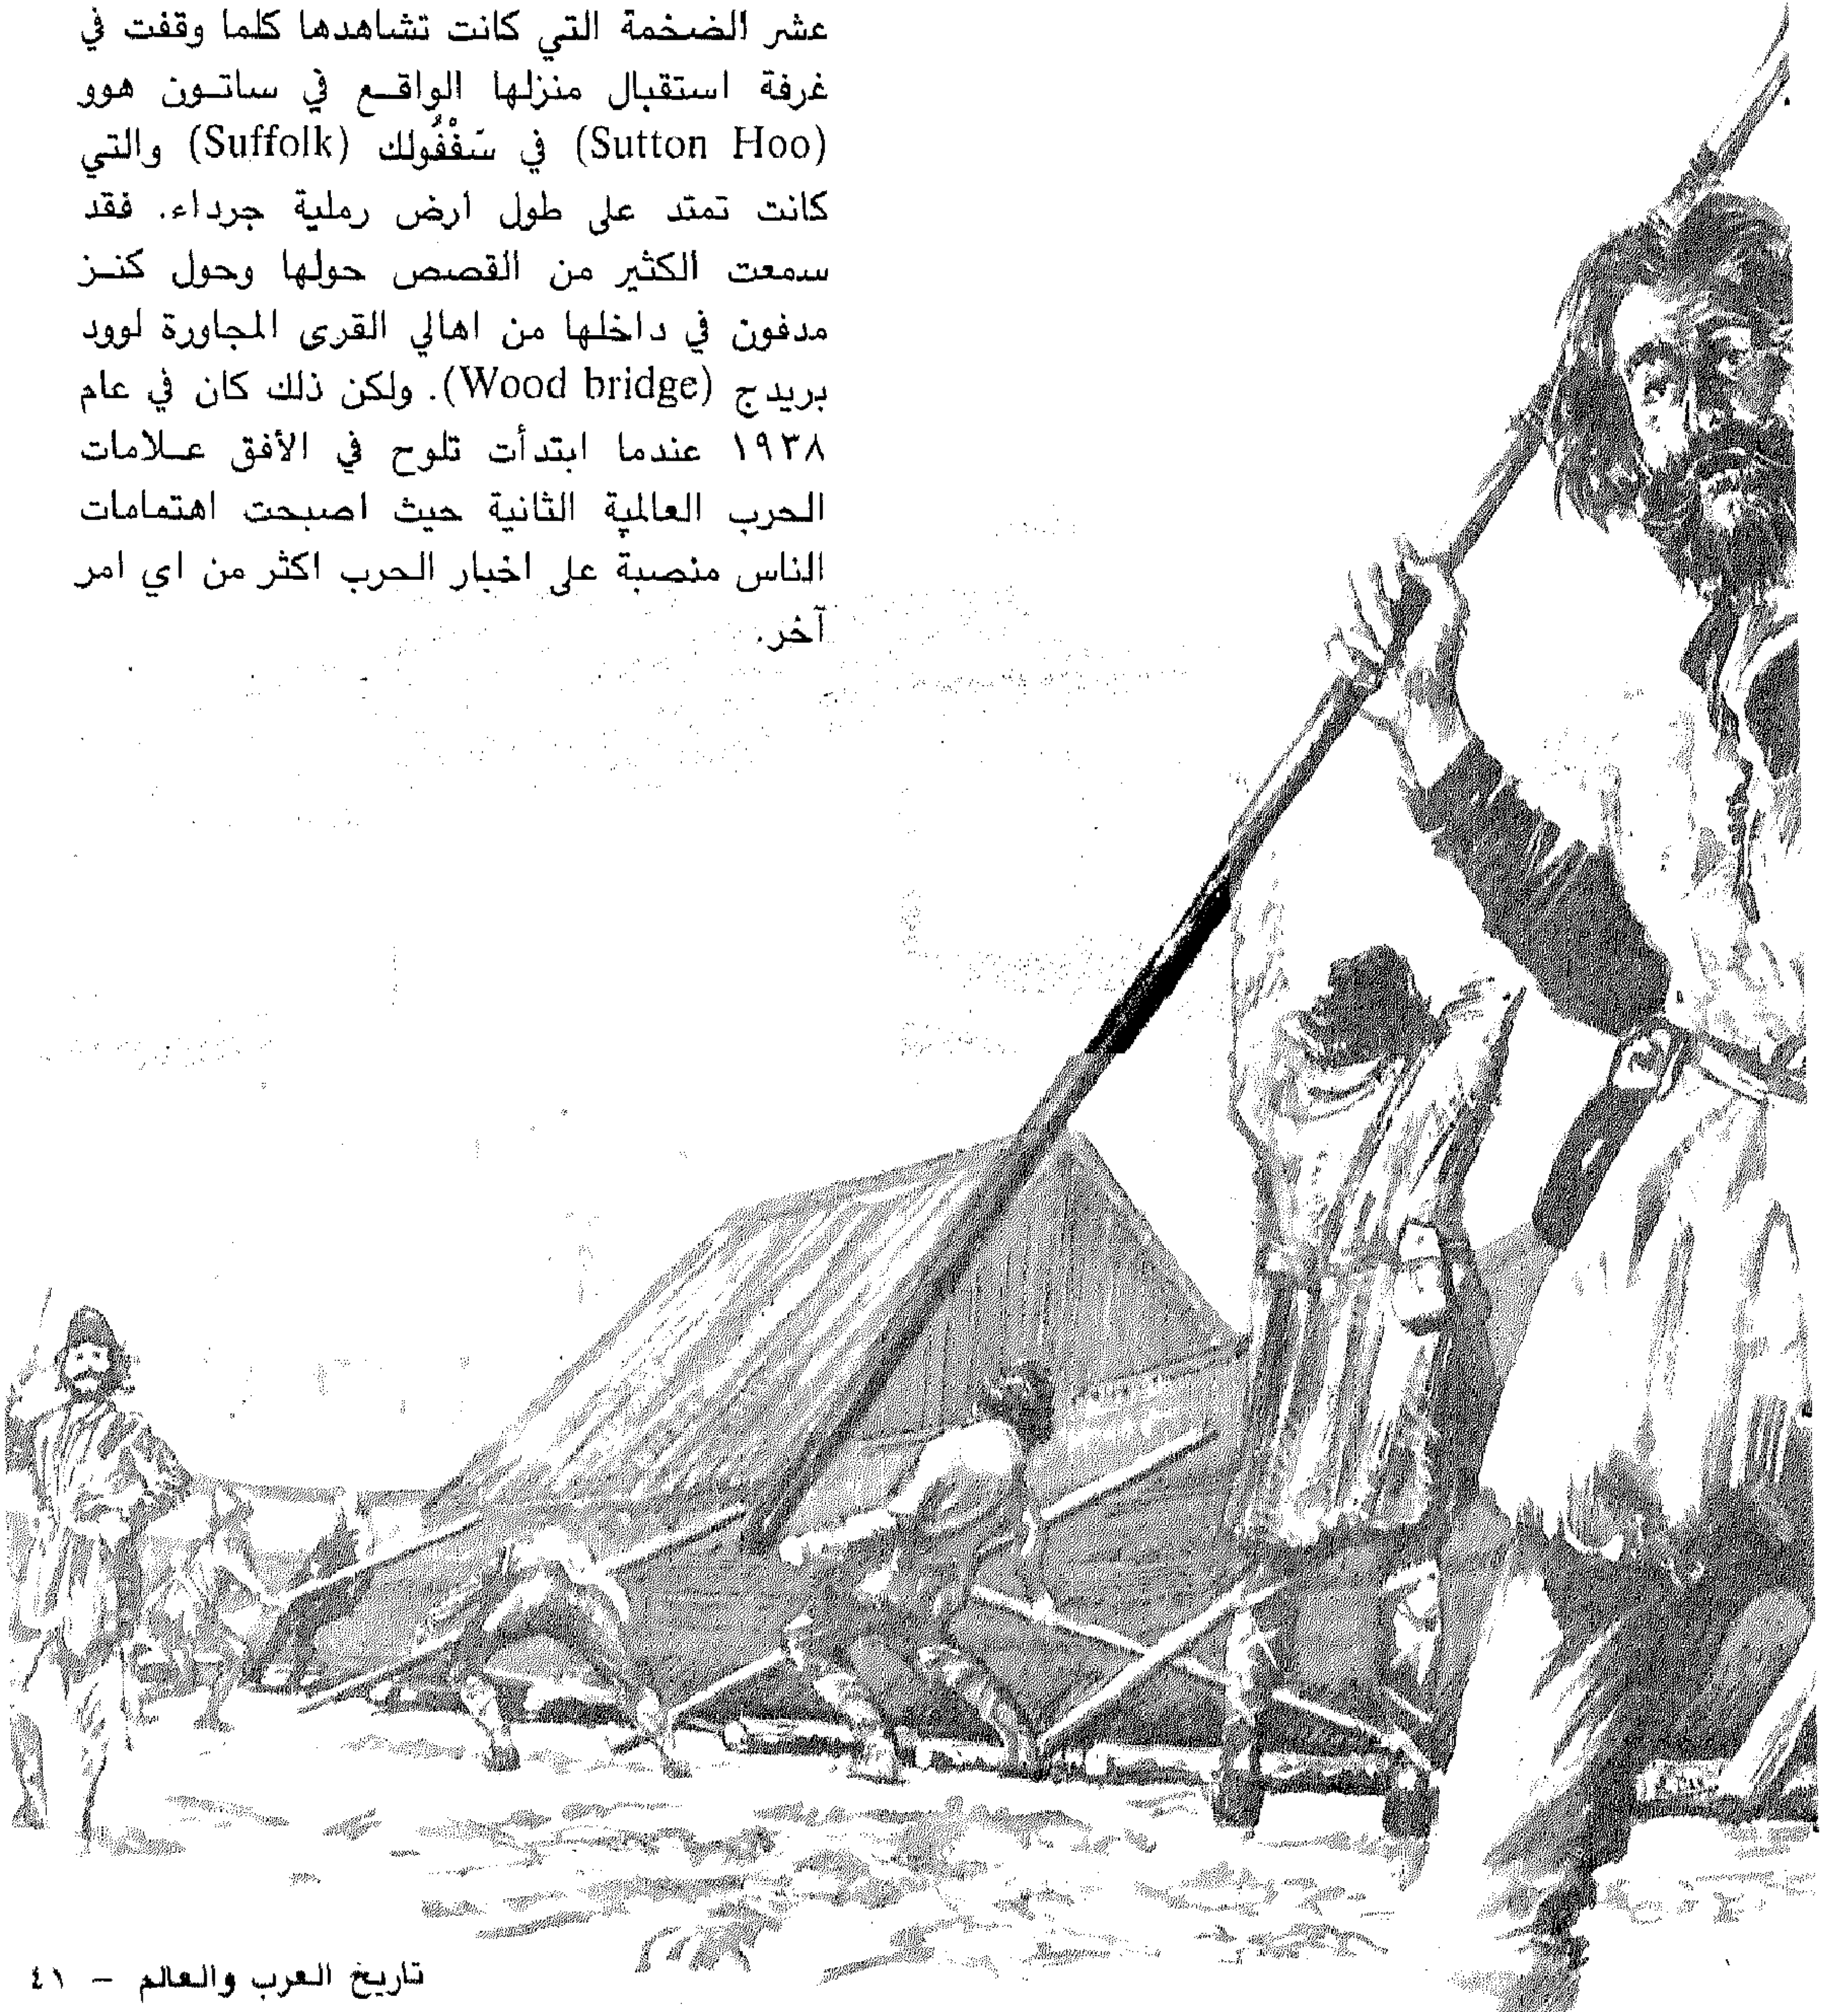 عشر الضخمة التي كانت تشاهدها كلما وقفت في
غرفة استقبال منزلها الواقع في ساتون هوو
(Sutton Hoo) في سَفْفُولك (Suffolk) والتي
كانت تمتد على طول ارض رملية جرداء. فقد
سمعت الكثير من القصص حولها وحول كنز
مدفون في داخلها من اهالي القرى المجاورة لوود
بريدج (Wood bridge). ولكن ذلك كان في عام
١٩٣٨ عندما ابتدأت تلوح في الأفق علامات
الحرب العالمية الثانية حيث اصبحت اهتمامات
الناس منصبة على اخبار الحرب اكثر من اي امر
آخر.
تاريخ العرب والعالم – ٤١